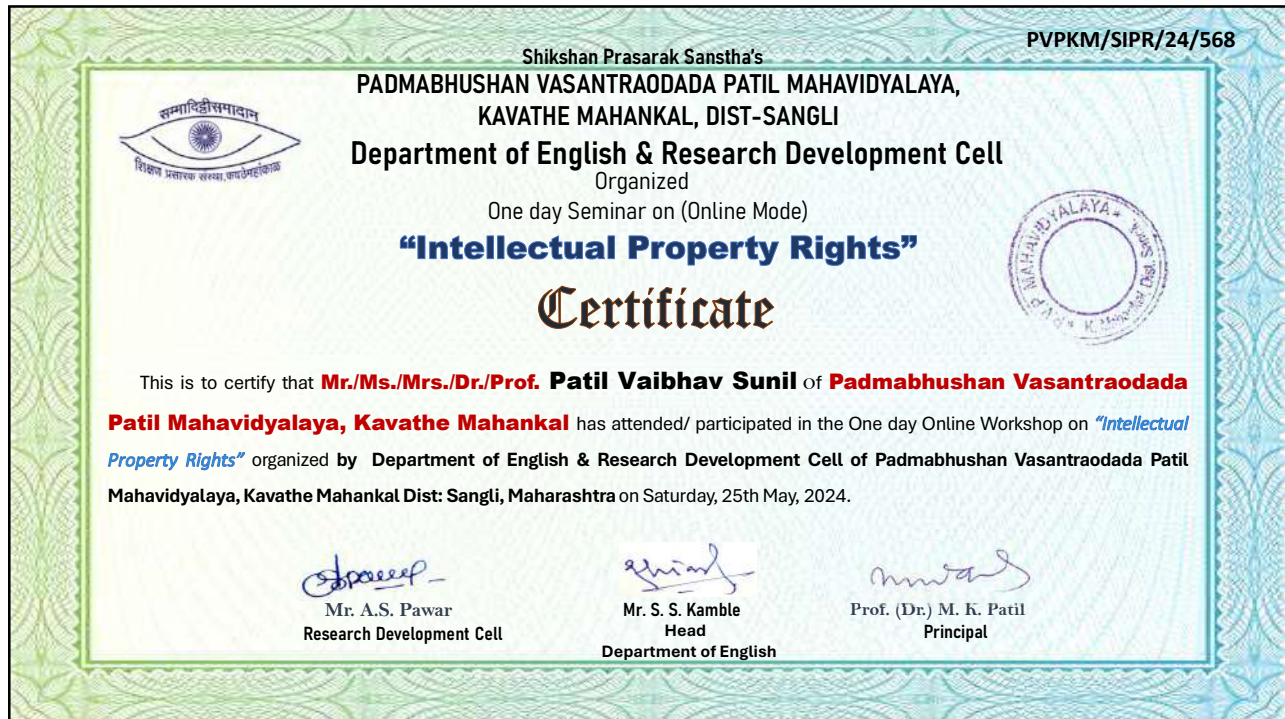 PVPKM/SIPR/24/568
Shikshan Prasarak Sanstha's
PADMABHUSHAN VASANTRAODADA PATIL MAHAVIDYALAYA,
KAVATHE MAHANKAL, DIST-SANGLI
Department of English & Research Development Cell
Organized
One day Seminar on (Online Mode)
“Intellectual Property Rights”
Certificate
सम्मादिट्ठीसमादान
शिक्षण प्रसारक संस्था, कवठेमहांकाळ
P.V.P. MAHAVIDYALAYA
Dist. Sangli
This is to certify that Mr./Ms./Mrs./Dr./Prof. Patil Vaibhav Sunil Of Padmabhushan Vasantraodada
Patil Mahavidyalaya, Kavathe Mahankal has attended/ participated in the One day Online Workshop on “Intellectual
Property Rights” organized by Department of English & Research Development Cell of Padmabhushan Vasantraodada Patil
Mahavidyalaya, Kavathe Mahankal Dist: Sangli, Maharashtra on Saturday, 25th May, 2024.
Mr. A.S. Pawar
Research Development Cell
Mr. S. S. Kamble
Head
Department of English
Prof. (Dr.) M. K. Patil
Principal